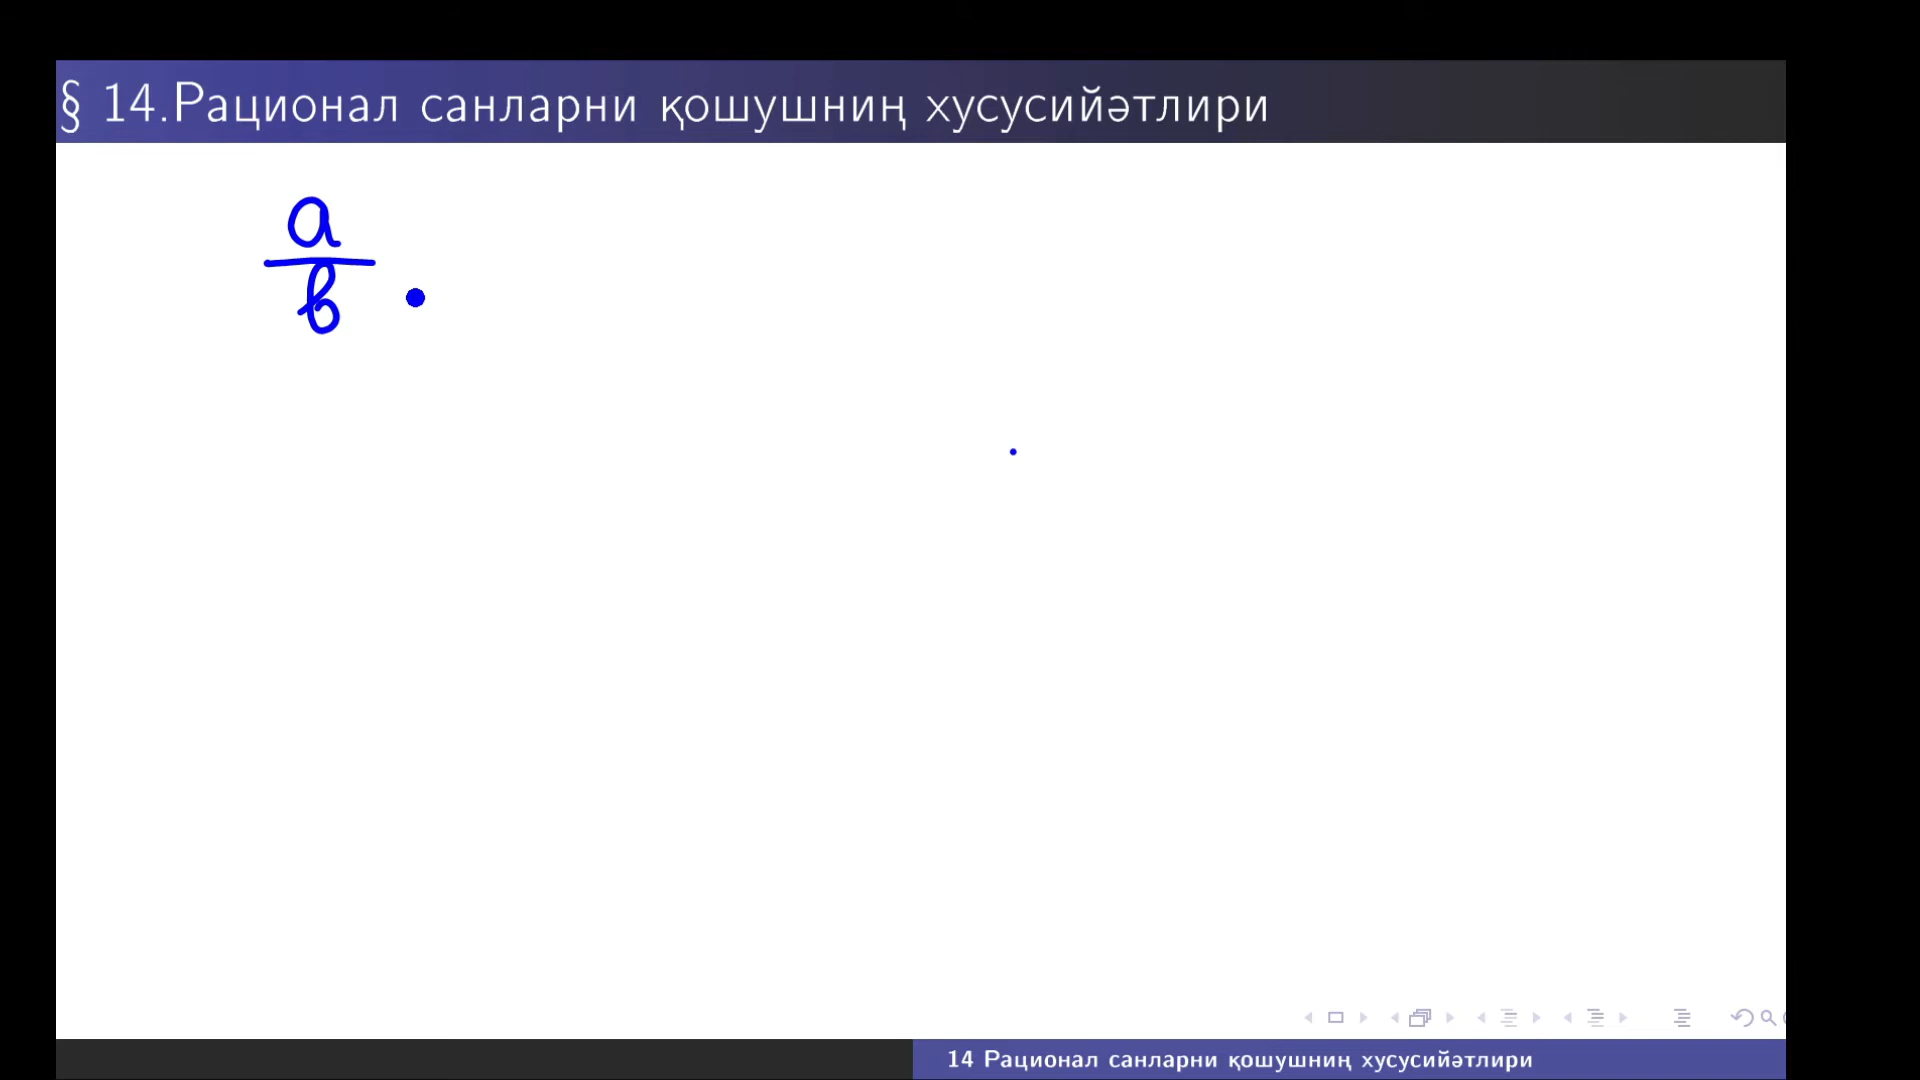 § 14.Рационал санларни қошушниң хусусийәтлири
a
в
14 Рационал санларни қошушниң хусусийәтлири